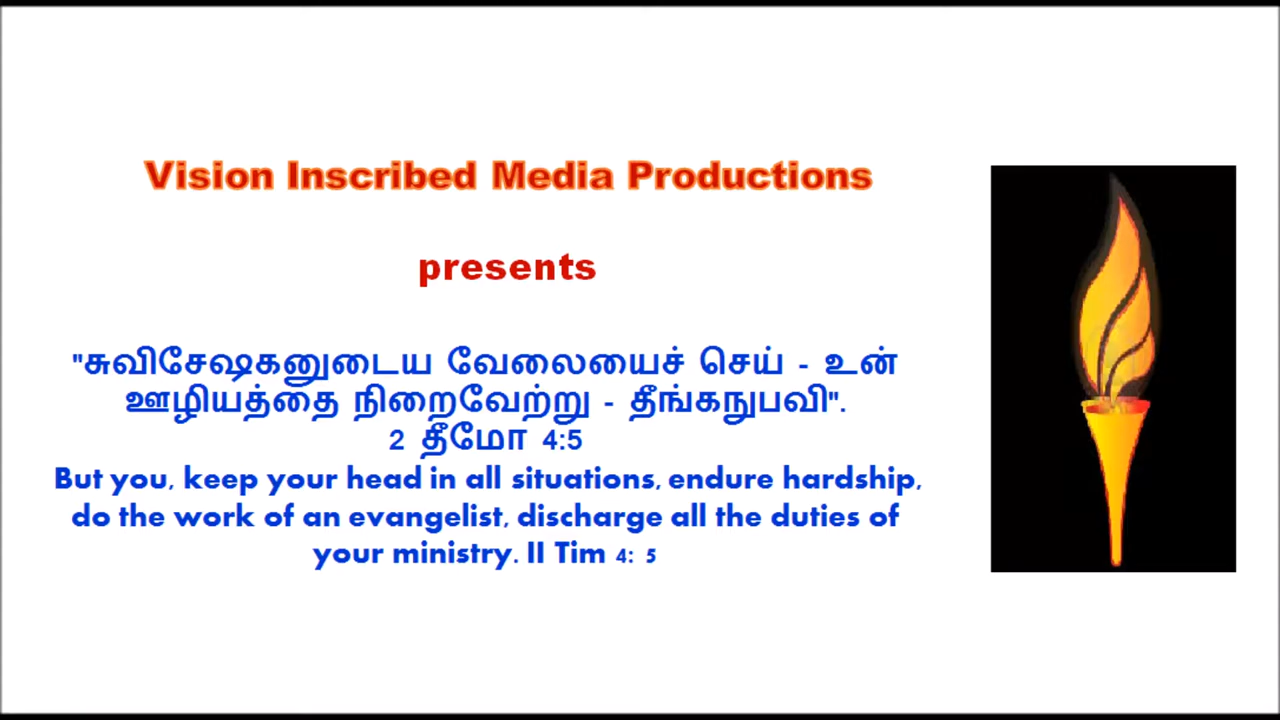 Vision Inscribed Media Productions
presents
"சுவிசேஷகனுடைய வேலையைச் செய் - உன்
ஊழியத்தை நிறைவேற்று - தீங்கநுபவி".
2 தீமோ 4:5
But you, keep your head in all situations, endure hardship,
do the work of an evangelist, discharge all the duties of
your ministry. II Tim 4: 5